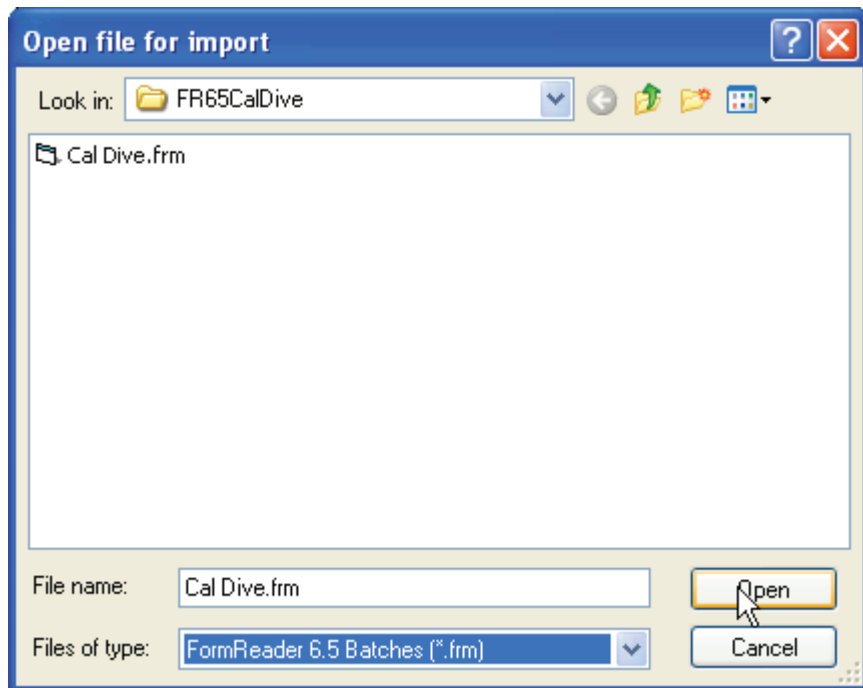 Open file for import
Look in: FR65CalDive
Cal Dive.frm
File name: Cal Dive.frm Open
Files of type: FormReader 6.5 Batches (*.frm) Cancel